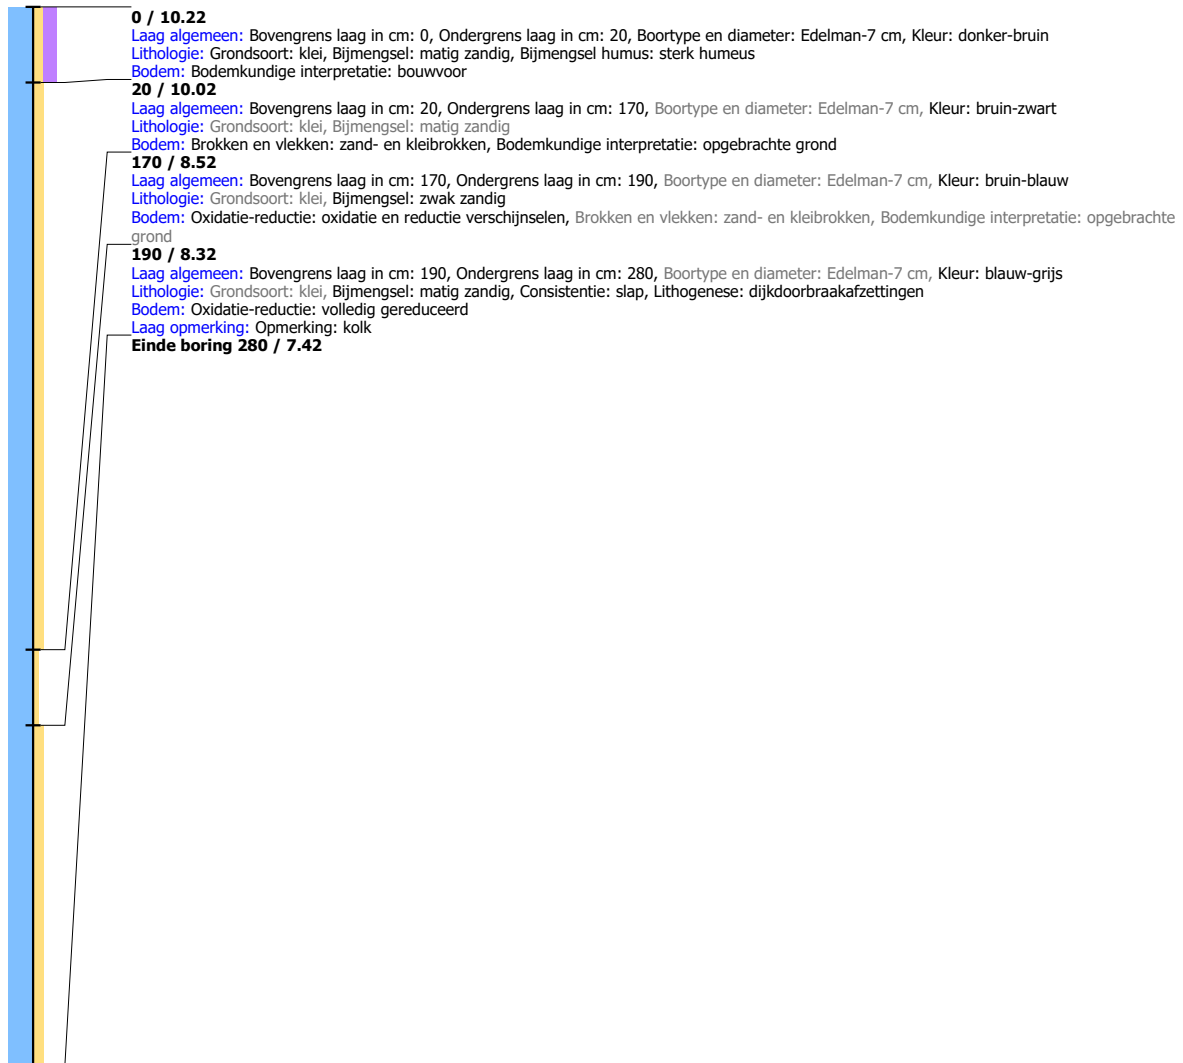 0 / 10.22
Laag algemeen: Bovengrens laag in cm: 0, Ondergrens laag in cm: 20, Boortype en diameter: Edelman-7 cm, Kleur: donker-bruin
Lithologie: Grondsoort: klei, Bijmengsel: matig zandig, Bijmengsel humus: sterk humeus
Bodem: Bodemkundige interpretatie: bouwvoor
20 / 10.02
Laag algemeen: Bovengrens laag in cm: 20, Ondergrens laag in cm: 170, Boortype en diameter: Edelman-7 cm, Kleur: bruin-zwart
Lithologie: Grondsoort: klei, Bijmengsel: matig zandig
Bodem: Brokken en vlekken: zand- en kleibrokken, Bodemkundige interpretatie: opgebrachte grond
170 / 8.52
Laag algemeen: Bovengrens laag in cm: 170, Ondergrens laag in cm: 190, Boortype en diameter: Edelman-7 cm, Kleur: bruin-blauw
Lithologie: Grondsoort: klei, Bijmengsel: zwak zandig
Bodem: Oxidatie-reductie: oxidatie en reductie verschijnselen, Brokken en vlekken: zand- en kleibrokken, Bodemkundige interpretatie: opgebrachte
grond
190 / 8.32
Laag algemeen: Bovengrens laag in cm: 190, Ondergrens laag in cm: 280, Boortype en diameter: Edelman-7 cm, Kleur: blauw-grijs
Lithologie: Grondsoort: klei, Bijmengsel: matig zandig, Consistentie: slap, Lithogenese: dijkdoorbraakafzettingen
Bodem: Oxidatie-reductie: volledig gereduceerd
Laag opmerking: Opmerking: kolk
Einde boring 280 / 7.42